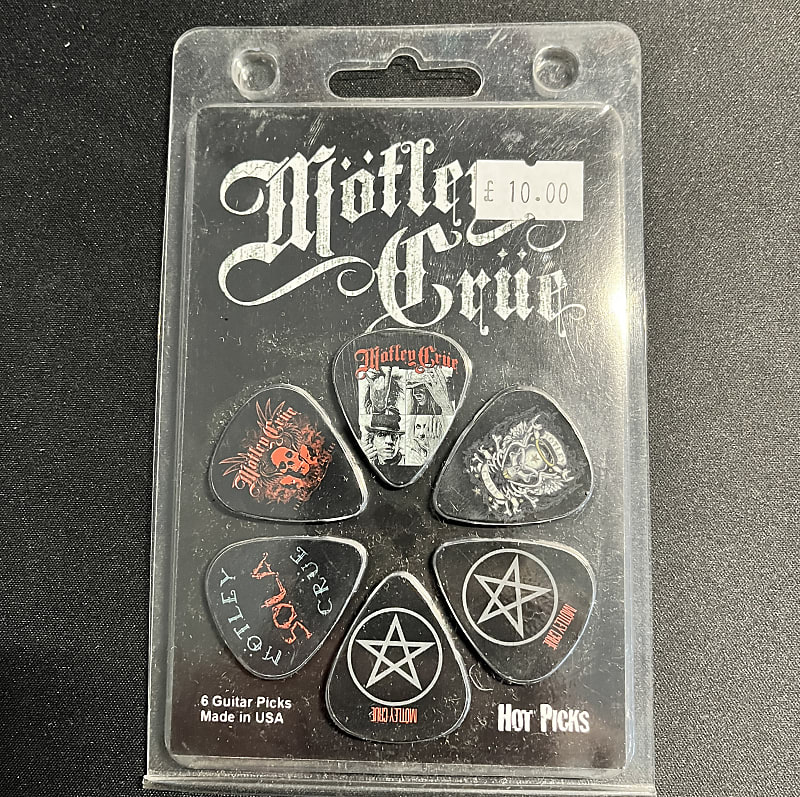 Mötley
£ 10.00
Crüe
Mötley Crüe
Mötley Crüe
MÖTLEY
SOLA
CRÜE
MÖTLEY CRÜE
MÖTLEY CRÜE
6 Guitar Picks
Made in USA
HOT PICKS